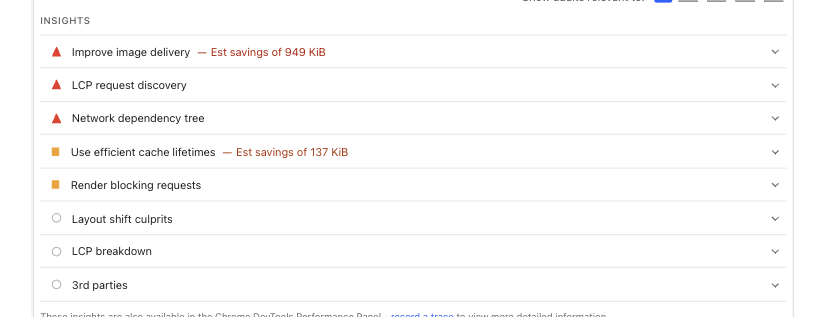 Show audits relevant to:
INSIGHTS
Improve image delivery — Est savings of 949 KiB
LCP request discovery
Network dependency tree
Use efficient cache lifetimes — Est savings of 137 KiB
Render blocking requests
Layout shift culprits
LCP breakdown
3rd parties
These insights are also available in the Chrome DevTools Performance Panel - record a trace to view more detailed information.